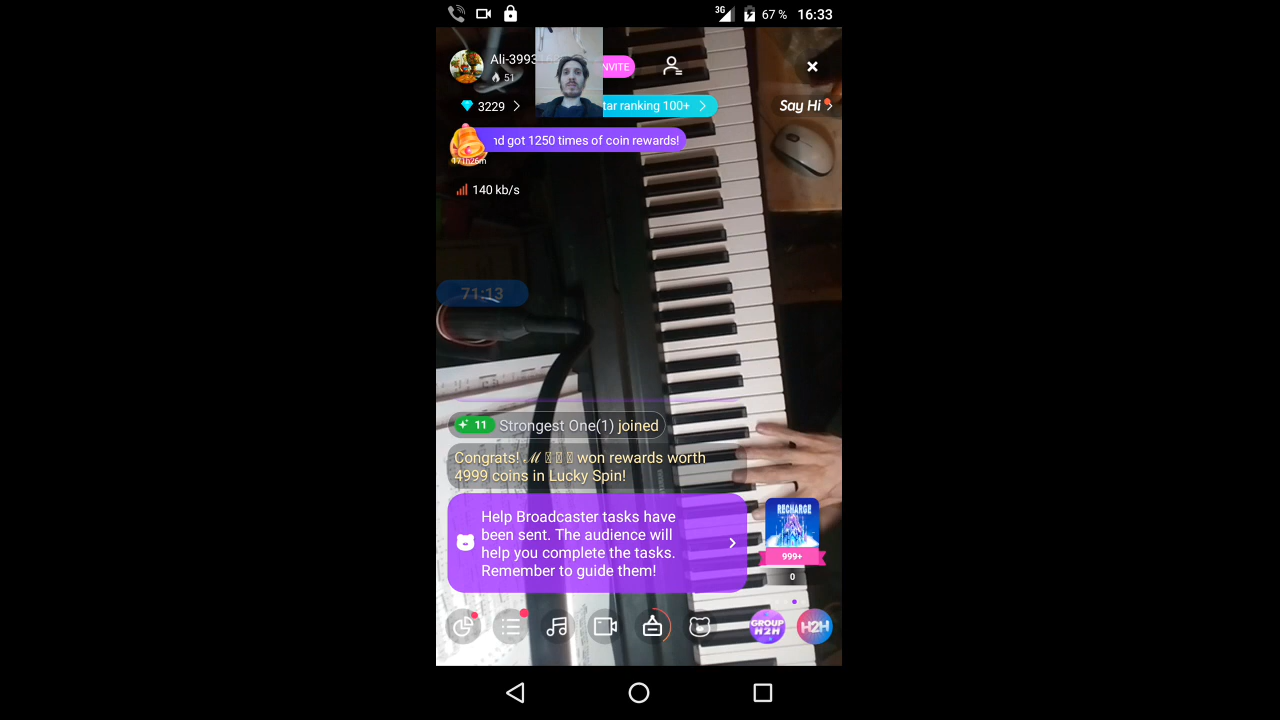 3G 67 % 16:33
Ali-3993
51
NVITE
3229
tar ranking 100+
Say Hi
nd got 1250 times of coin rewards!
140 kb/s
71:13
11 Strongest One(1) joined
Congrats! ℳ won rewards worth
4999 coins in Lucky Spin!
Help Broadcaster tasks have
been sent. The audience will
help you complete the tasks.
Remember to guide them!
RECHARGE
999+
0
GROUP
H2H
H2H